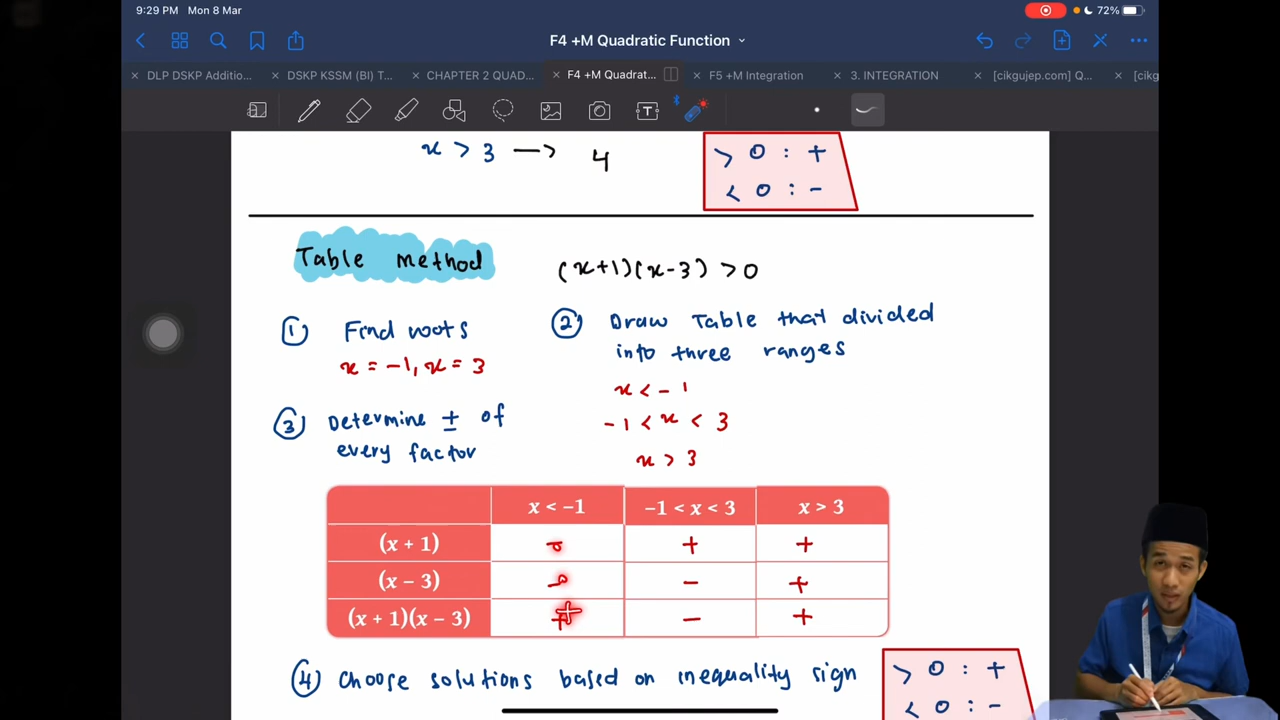 9:29 PM Mon 8 Mar
72%
F4 +M Quadratic Function
DLP DSKP Additio...
DSKP KSSM (BI) T...
CHAPTER 2 QUAD...
F4 +M Quadrat...
F5 +M Integration
3. INTEGRATION
[cikgujep.com] Q...
[cikg
T
x > 3 → 4
> 0 : +
< 0 : -
Table method
(x+1)(x-3) > 0
① Find roots
x = -1, x = 3
② Draw Table that divided
into three ranges
x < -1
-1 < x < 3
x > 3
③ Determine ± of
every factor
x < −1 −1 < x < 3 x > 3
(x + 1) - + +
(x − 3) - - +
(x + 1)(x − 3) + - +
④ Choose solutions based on inequality sign
> 0 : +
< 0 : -